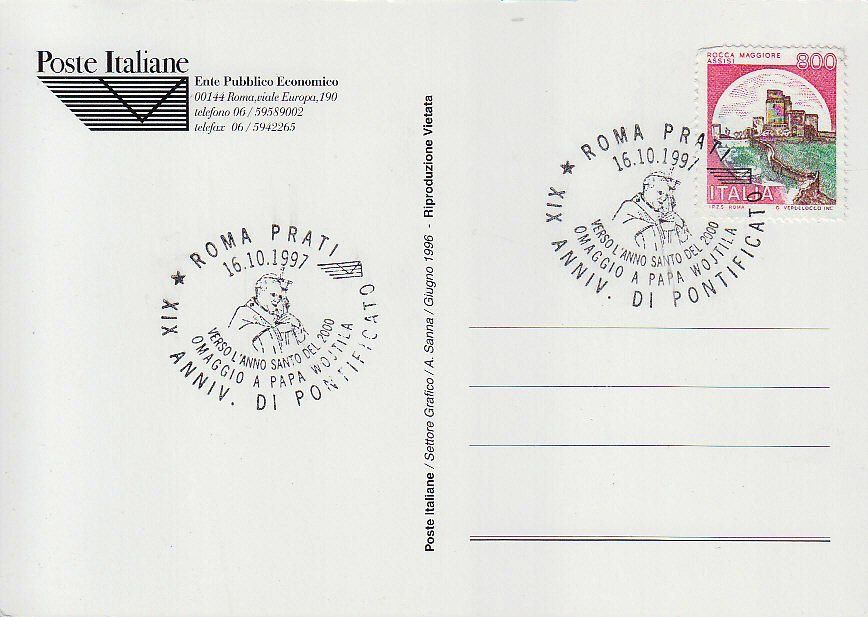 Poste Italiane
Ente Pubblico Economico
00144 Roma, viale Europa, 190
telefono 06 / 59589002
telefax 06 / 5942265
ROMA PRATI
16.10.1997
VERSO L'ANNO SANTO DEL 2000
OMAGGIO A PAPA WOJTILA
XIX ★ ANNIV. DI PONTIFICATO
Poste Italiane / Settore Grafico / A. Sanna / Giugno 1996 - Riproduzione Vietata
ROCCA MAGGIORE
ASSISI
800
ITALIA
I.P.Z.S. ROMA
G. VERDELOCCO INC.
ROMA PRATI
16.10.1997
VERSO L'ANNO SANTO DEL 2000
OMAGGIO A PAPA WOJTILA
XIX ★ ANNIV. DI PONTIFICATO